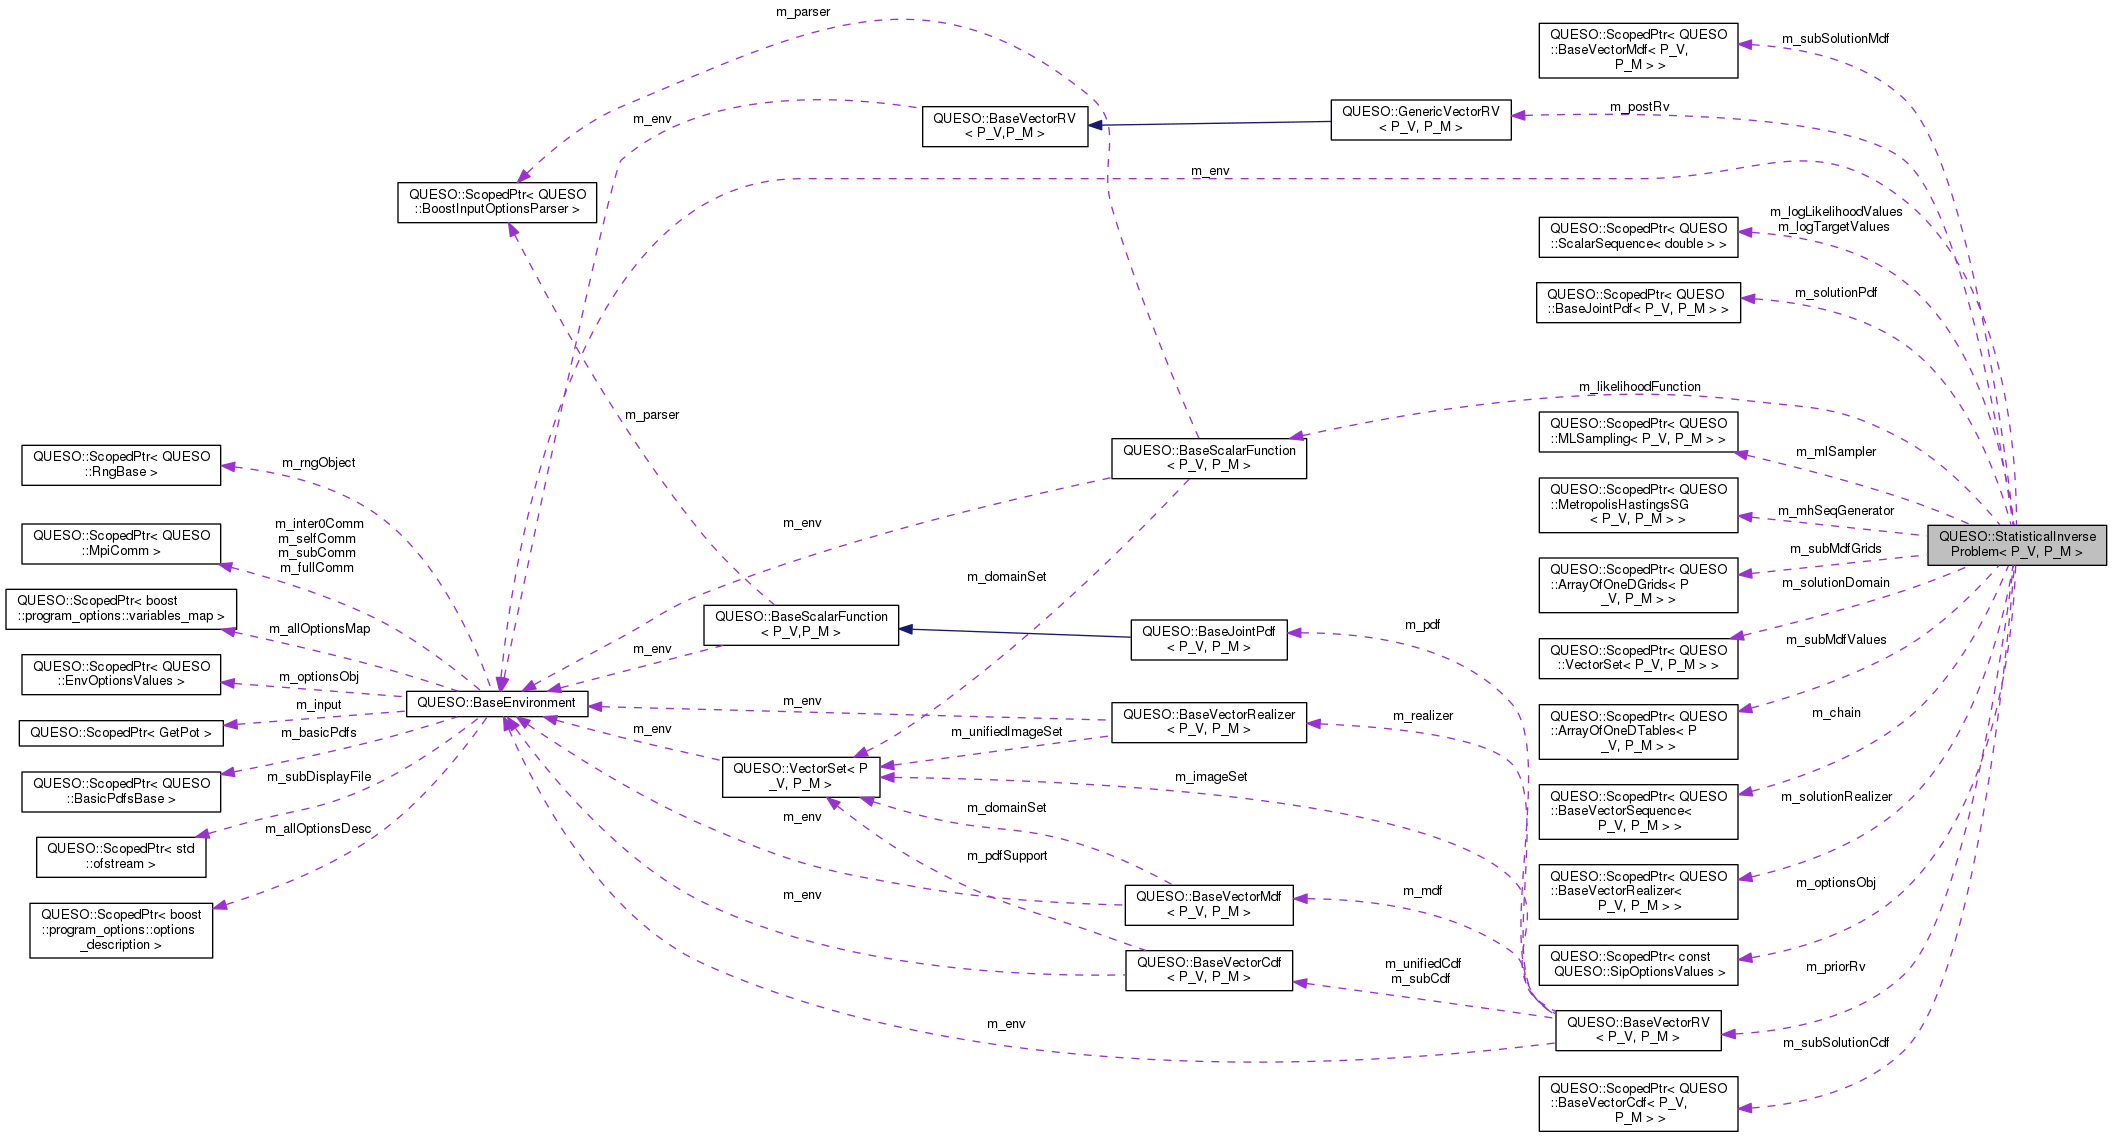 m_parser
QUESO::ScopedPtr< QUESO
::BaseVectorMdf< P_V,
P_M > >
m_subSolutionMdf
m_env
QUESO::BaseVectorRV
< P_V,P_M >
QUESO::GenericVectorRV
< P_V, P_M >
m_postRv
m_env
QUESO::ScopedPtr< QUESO
::BoostInputOptionsParser >
QUESO::ScopedPtr< QUESO
::ScalarSequence< double > >
m_logLikelihoodValues
m_logTargetValues
QUESO::ScopedPtr< QUESO
::BaseJointPdf< P_V, P_M > >
m_solutionPdf
m_likelihoodFunction
m_parser
QUESO::ScopedPtr< QUESO
::MLSampling< P_V, P_M > >
m_mlSampler
QUESO::BaseScalarFunction
< P_V, P_M >
QUESO::ScopedPtr< QUESO
::RngBase >
m_rngObject
QUESO::ScopedPtr< QUESO
::MetropolisHastingsSG
< P_V, P_M > >
m_mhSeqGenerator
QUESO::ScopedPtr< QUESO
::MpiComm >
m_inter0Comm
m_selfComm
m_subComm
m_fullComm
m_env
QUESO::StatisticalInverse
Problem< P_V, P_M >
m_subMdfGrids
QUESO::ScopedPtr< QUESO
::ArrayOfOneDGrids< P
_V, P_M > >
m_domainSet
m_solutionDomain
QUESO::ScopedPtr< boost
::program_options::variables_map >
m_allOptionsMap
QUESO::BaseScalarFunction
< P_V,P_M >
QUESO::BaseJointPdf
< P_V, P_M >
m_pdf
m_subMdfValues
m_env
QUESO::ScopedPtr< QUESO
::VectorSet< P_V, P_M > >
QUESO::ScopedPtr< QUESO
::EnvOptionsValues >
m_optionsObj
QUESO::BaseEnvironment
m_env
QUESO::BaseVectorRealizer
< P_V, P_M >
m_realizer
QUESO::ScopedPtr< QUESO
::ArrayOfOneDTables< P
_V, P_M > >
m_chain
QUESO::ScopedPtr< GetPot >
m_input
m_basicPdfs
m_env
m_unifiedImageSet
QUESO::VectorSet< P
_V, P_M >
m_imageSet
QUESO::ScopedPtr< QUESO
::BasicPdfsBase >
m_subDisplayFile
m_domainSet
m_env
QUESO::ScopedPtr< QUESO
::BaseVectorSequence<
P_V, P_M > >
m_solutionRealizer
m_allOptionsDesc
QUESO::ScopedPtr< std
::ofstream >
m_pdfSupport
QUESO::ScopedPtr< QUESO
::BaseVectorRealizer<
P_V, P_M > >
m_optionsObj
m_env
QUESO::BaseVectorMdf
< P_V, P_M >
m_mdf
QUESO::ScopedPtr< boost
::program_options::options
_description >
QUESO::BaseVectorCdf
< P_V, P_M >
m_unifiedCdf
m_subCdf
QUESO::ScopedPtr< const
QUESO::SipOptionsValues >
m_priorRv
m_env
QUESO::BaseVectorRV
< P_V, P_M >
m_subSolutionCdf
QUESO::ScopedPtr< QUESO
::BaseVectorCdf< P_V,
P_M > >